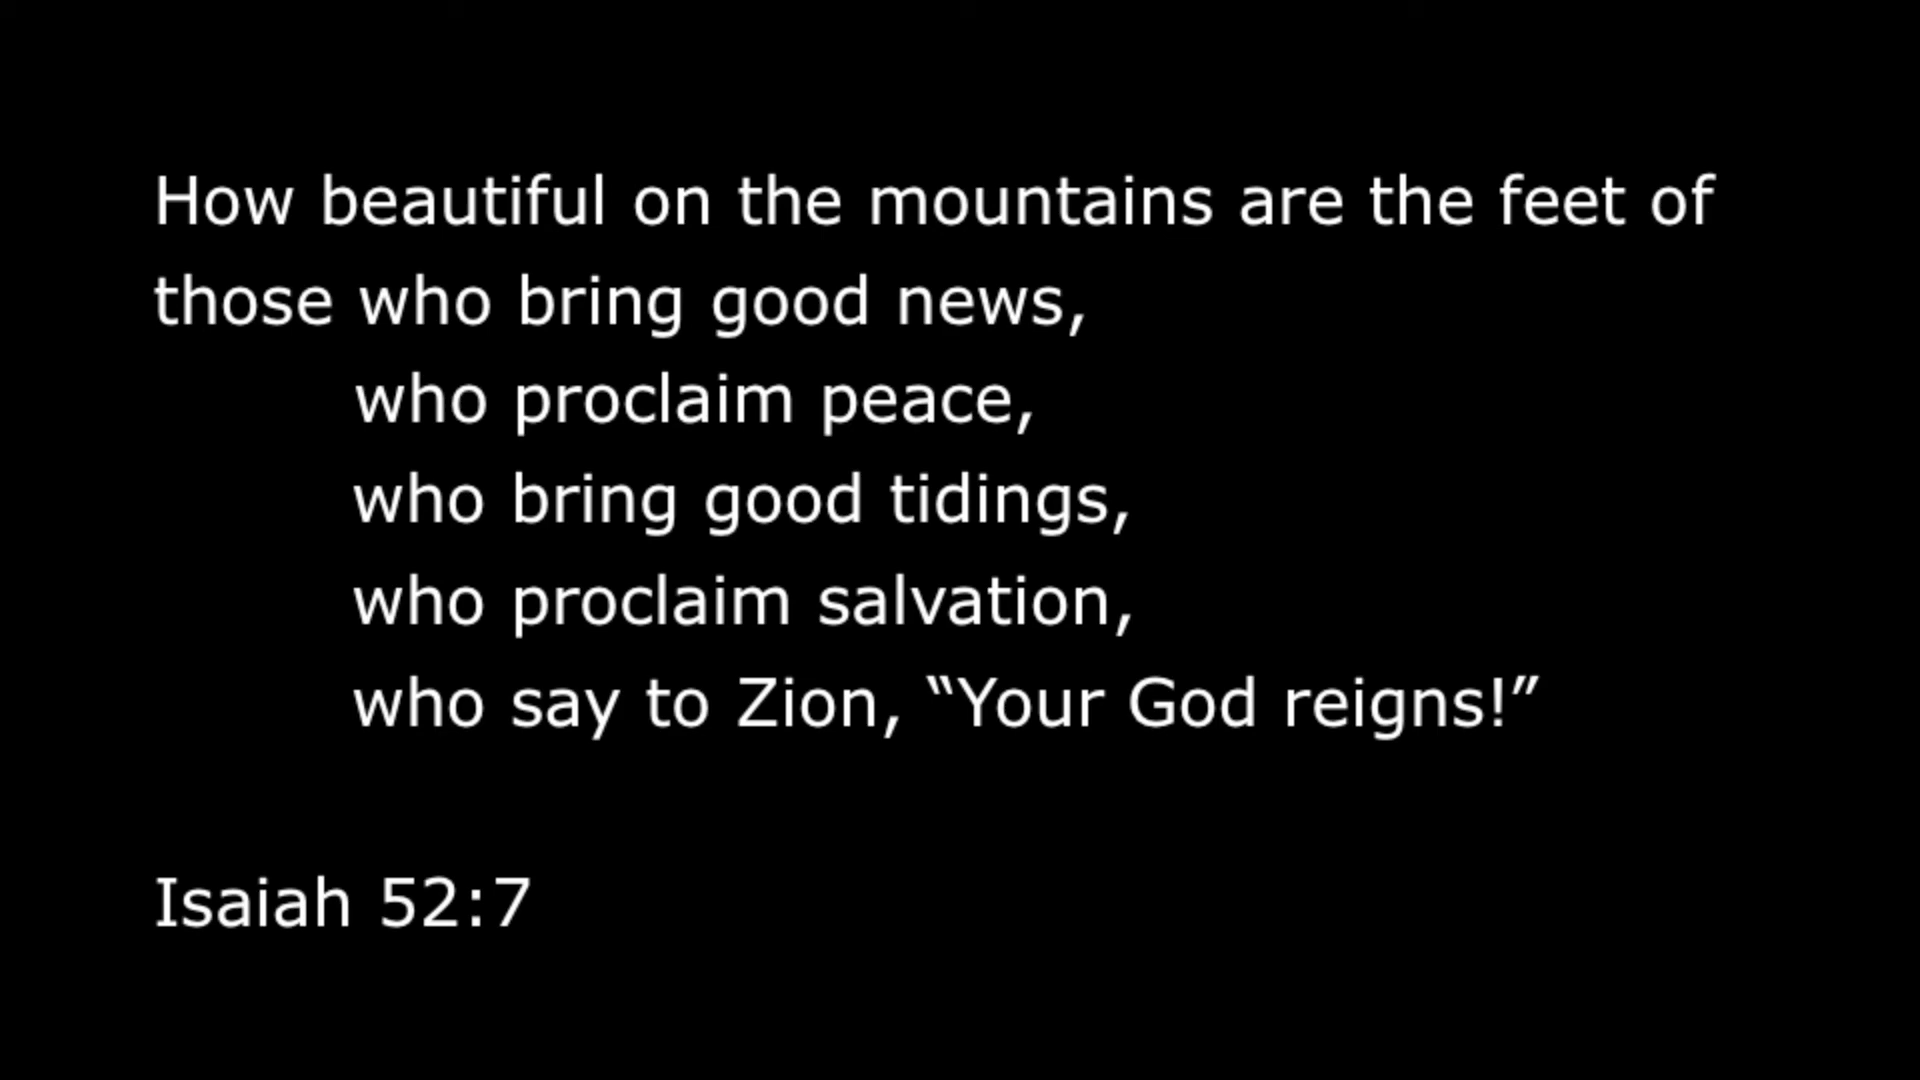 How beautiful on the mountains are the feet of
those who bring good news,
who proclaim peace,
who bring good tidings,
who proclaim salvation,
who say to Zion, “Your God reigns!”
Isaiah 52:7